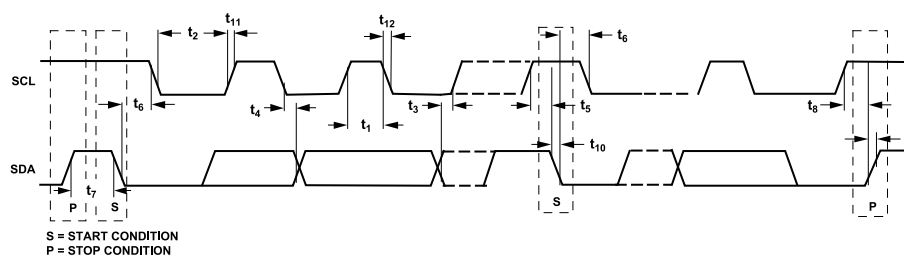 t2 t11 t12 t6
SCL
t6 t4 t1 t3 t5 t8
t10
SDA
t7
P S S P
S = START CONDITION
P = STOP CONDITION